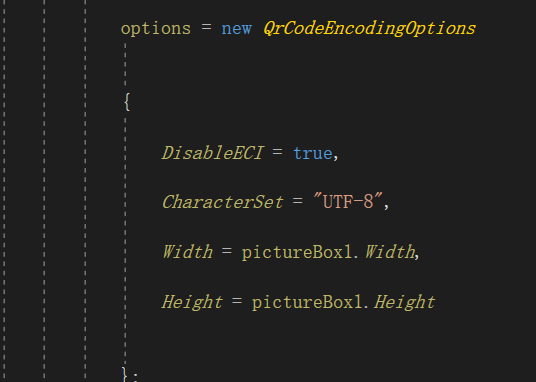 options = new QrCodeEncodingOptions
{
DisableECI = true,
CharacterSet = "UTF-8",
Width = pictureBox1.Width,
Height = pictureBox1.Height
};